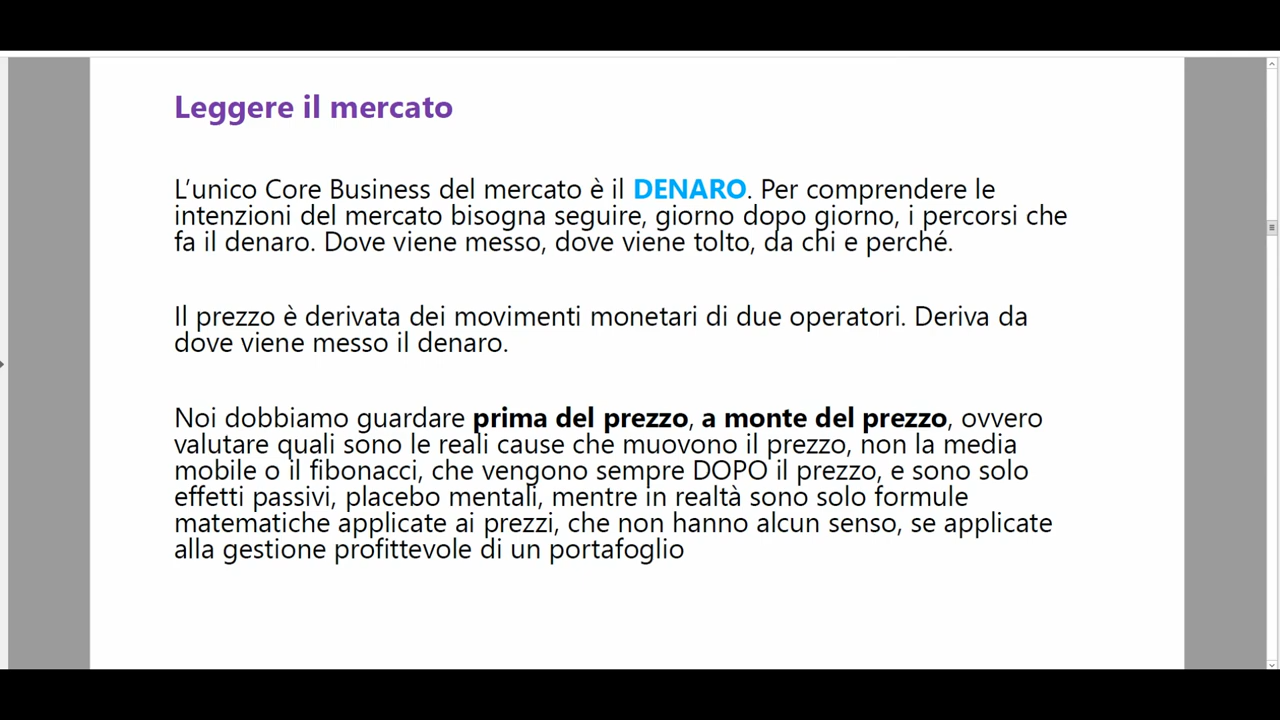 Leggere il mercato
L’unico Core Business del mercato è il DENARO. Per comprendere le
intenzioni del mercato bisogna seguire, giorno dopo giorno, i percorsi che
fa il denaro. Dove viene messo, dove viene tolto, da chi e perché.
Il prezzo è derivata dei movimenti monetari di due operatori. Deriva da
dove viene messo il denaro.
Noi dobbiamo guardare prima del prezzo, a monte del prezzo, ovvero
valutare quali sono le reali cause che muovono il prezzo, non la media
mobile o il fibonacci, che vengono sempre DOPO il prezzo, e sono solo
effetti passivi, placebo mentali, mentre in realtà sono solo formule
matematiche applicate ai prezzi, che non hanno alcun senso, se applicate
alla gestione profittevole di un portafoglio